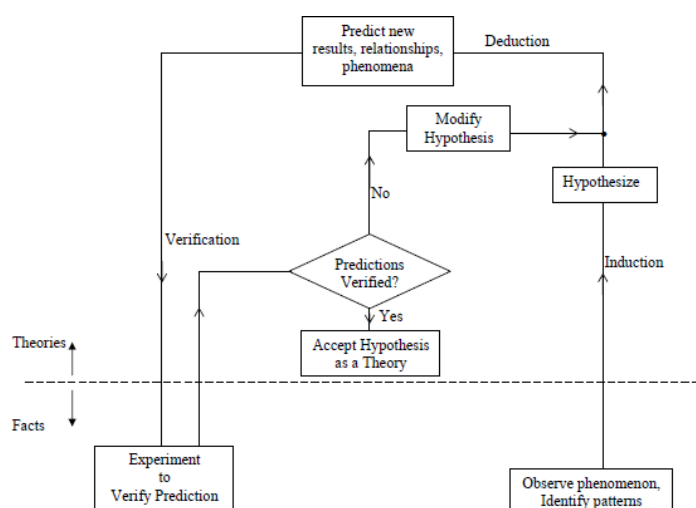 Predict new
results, relationships,
phenomena
Deduction
Modify
Hypothesis
Hypothesize
No
Verification
Predictions
Verified?
Induction
Yes
Theories
Accept Hypothesis
as a Theory
Facts
Experiment
to
Verify Prediction
Observe phenomenon,
Identify patterns